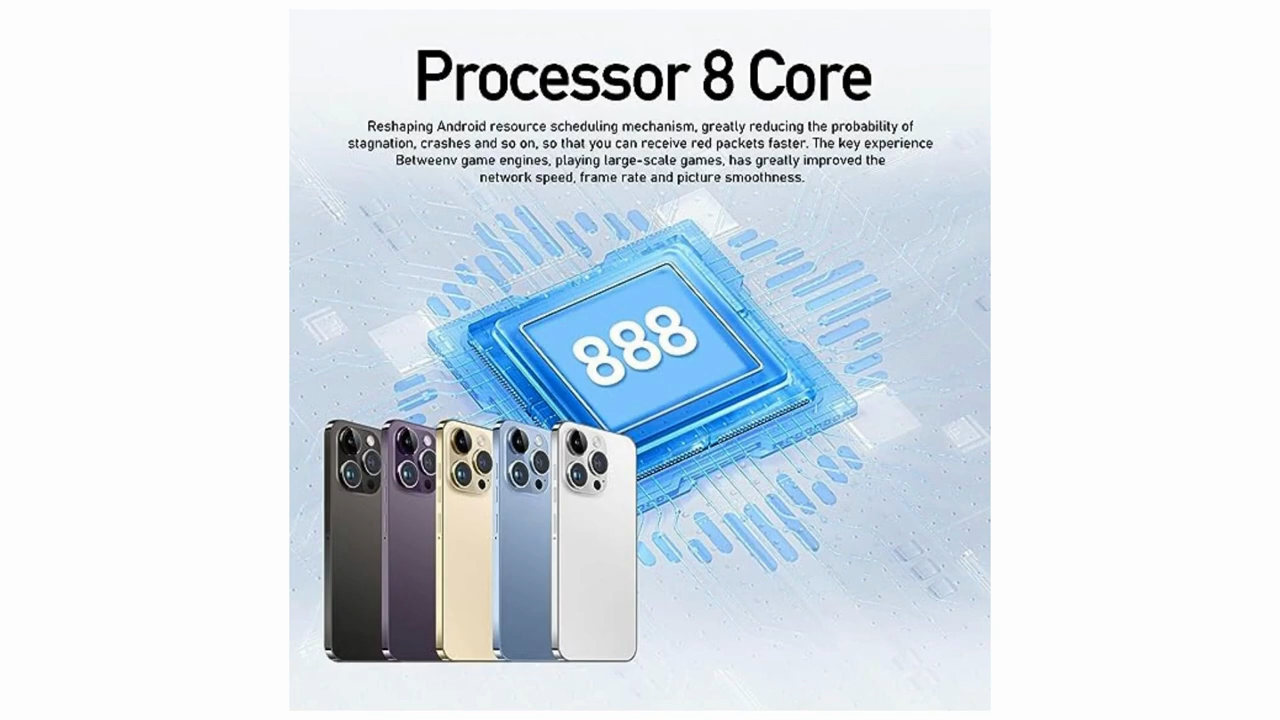 Processor 8 Core
Reshaping Android resource scheduling mechanism, greatly reducing the probability of
stagnation, crashes and so on, so that you can receive red packets faster. The key experience
Betweenv game engines, playing large-scale games, has greatly improved the
network speed, frame rate and picture smoothness.
888